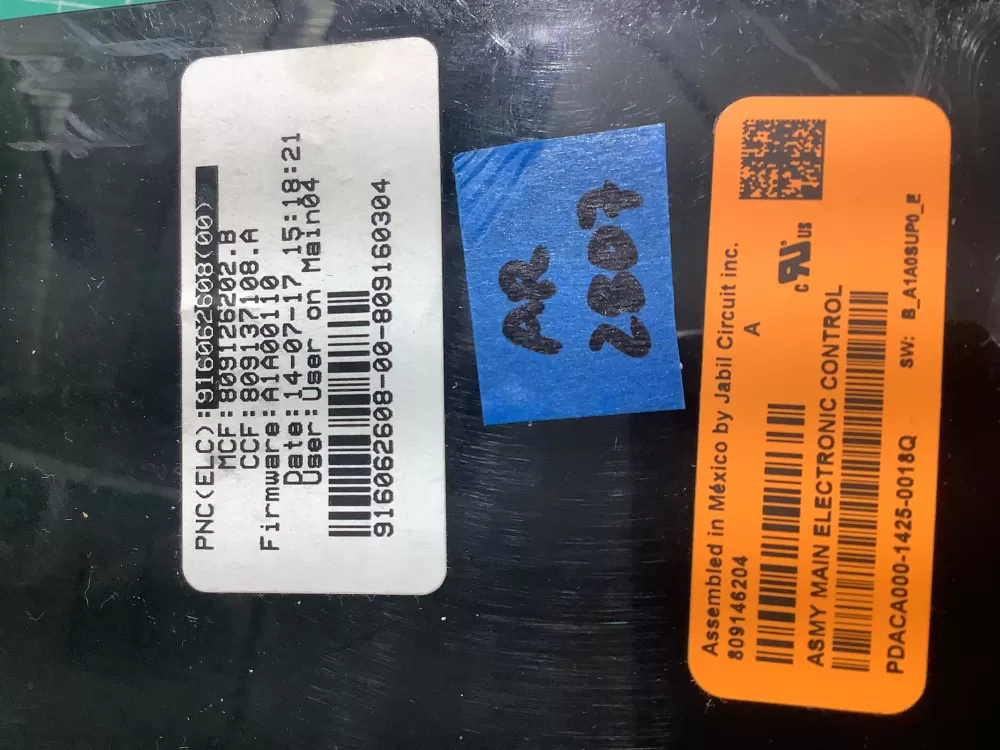 PNC(ELC):916062608(00)
MCF:809126202.B
CCF:809137108.A
Firmware:A1A00110
Date:14-07-17 15:18:21
User:User on Main04
916062608-00-809160304
AR
2807
Assembled in México by Jabil Circuit inc.
809146204 A
c UR us
ASMY MAIN ELECTRONIC CONTROL
PDACA000-1425-0018Q SW: B_A1A0SUP0_E